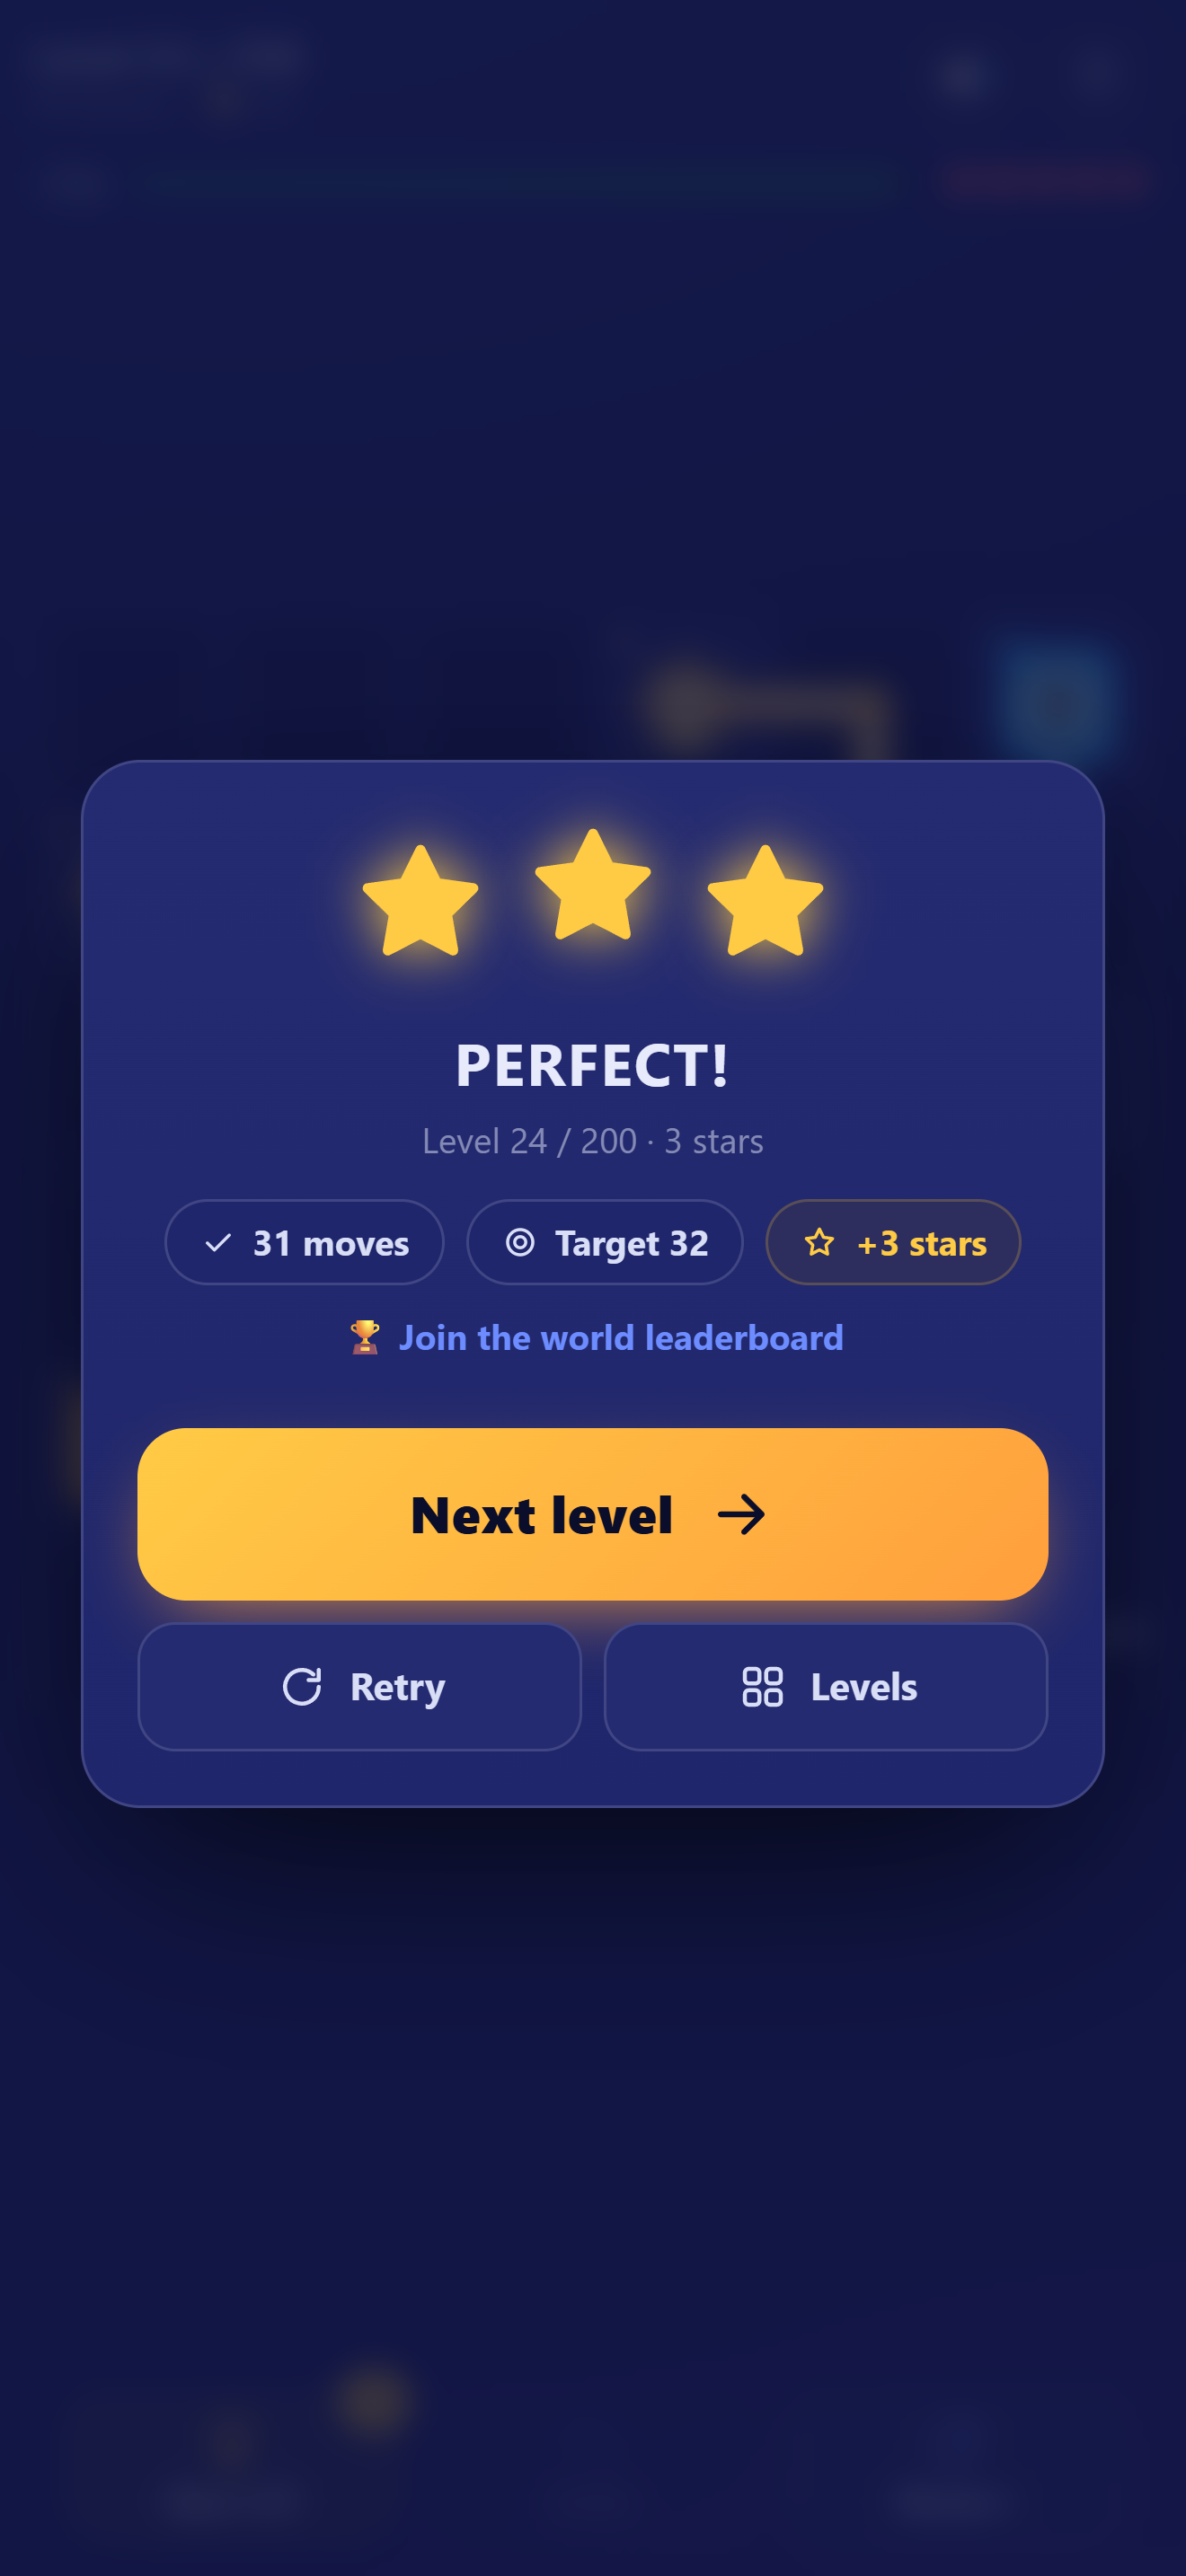 PERFECT!
Level 24 / 200 · 3 stars
31 moves
Target 32
+3 stars
Join the world leaderboard
Next level
Retry
Levels